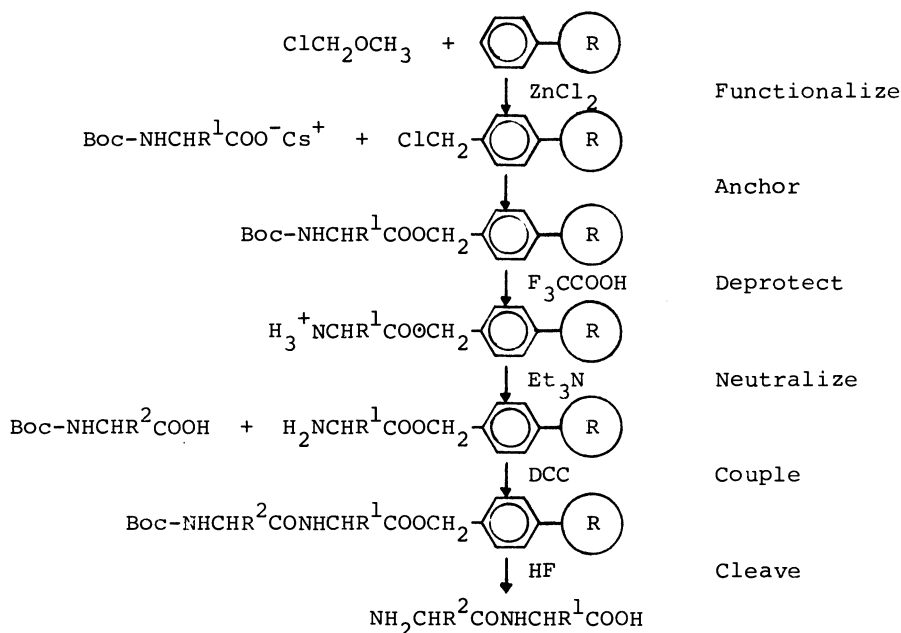 ClCH₂OCH₃ + R
ZnCl₂ Functionalize
Boc-NHCHR¹COO⁻Cs⁺ + ClCH₂ R
Anchor
Boc-NHCHR¹COOCH₂ R
F₃CCOOH Deprotect
H₃⁺NCHR¹COOCH₂ R
Et₃N Neutralize
Boc-NHCHR²COOH + H₂NCHR¹COOCH₂ R
DCC Couple
Boc-NHCHR²CONHCHR¹COOCH₂ R
HF Cleave
NH₂CHR²CONHCHR¹COOH